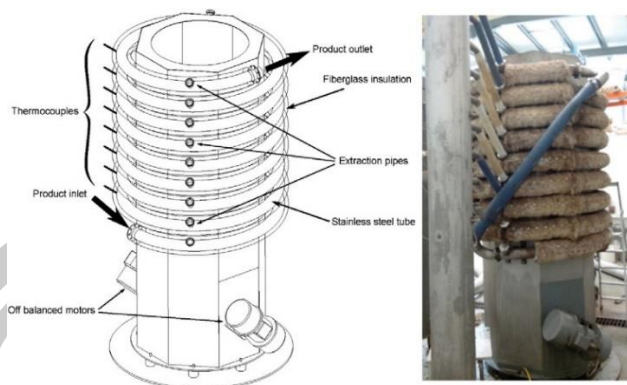 Product outlet
Fiberglass insulation
Thermocouples
Extraction pipes
Product inlet
Stainless steel tube
Off balanced motors